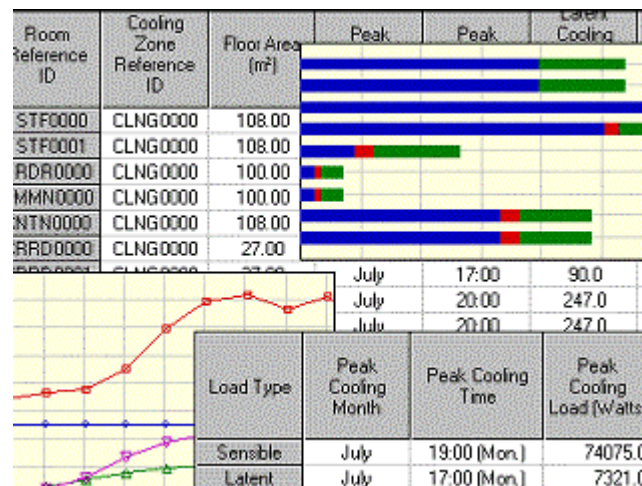 Room
Reference
ID
Cooling
Zone
Reference
ID
Floor Area
(m²)
Peak
Peak
Latent
Cooling
STF0000 CLNG0000 108.00
STF0001 CLNG0000 108.00
RDR0000 CLNG0000 100.00
MMN0000 CLNG0000 100.00
NTN0000 CLNG0000 108.00
RRD0000 CLNG0000 27.00
July 17:00 90.0
July 20:00 247.0
July 20:00 247.0
Load Type
Peak
Cooling
Month
Peak Cooling
Time
Peak
Cooling
Load (Watts
Sensible July 19:00 (Mon.) 74075.0
Latent July 17:00 (Mon.) 7321.0